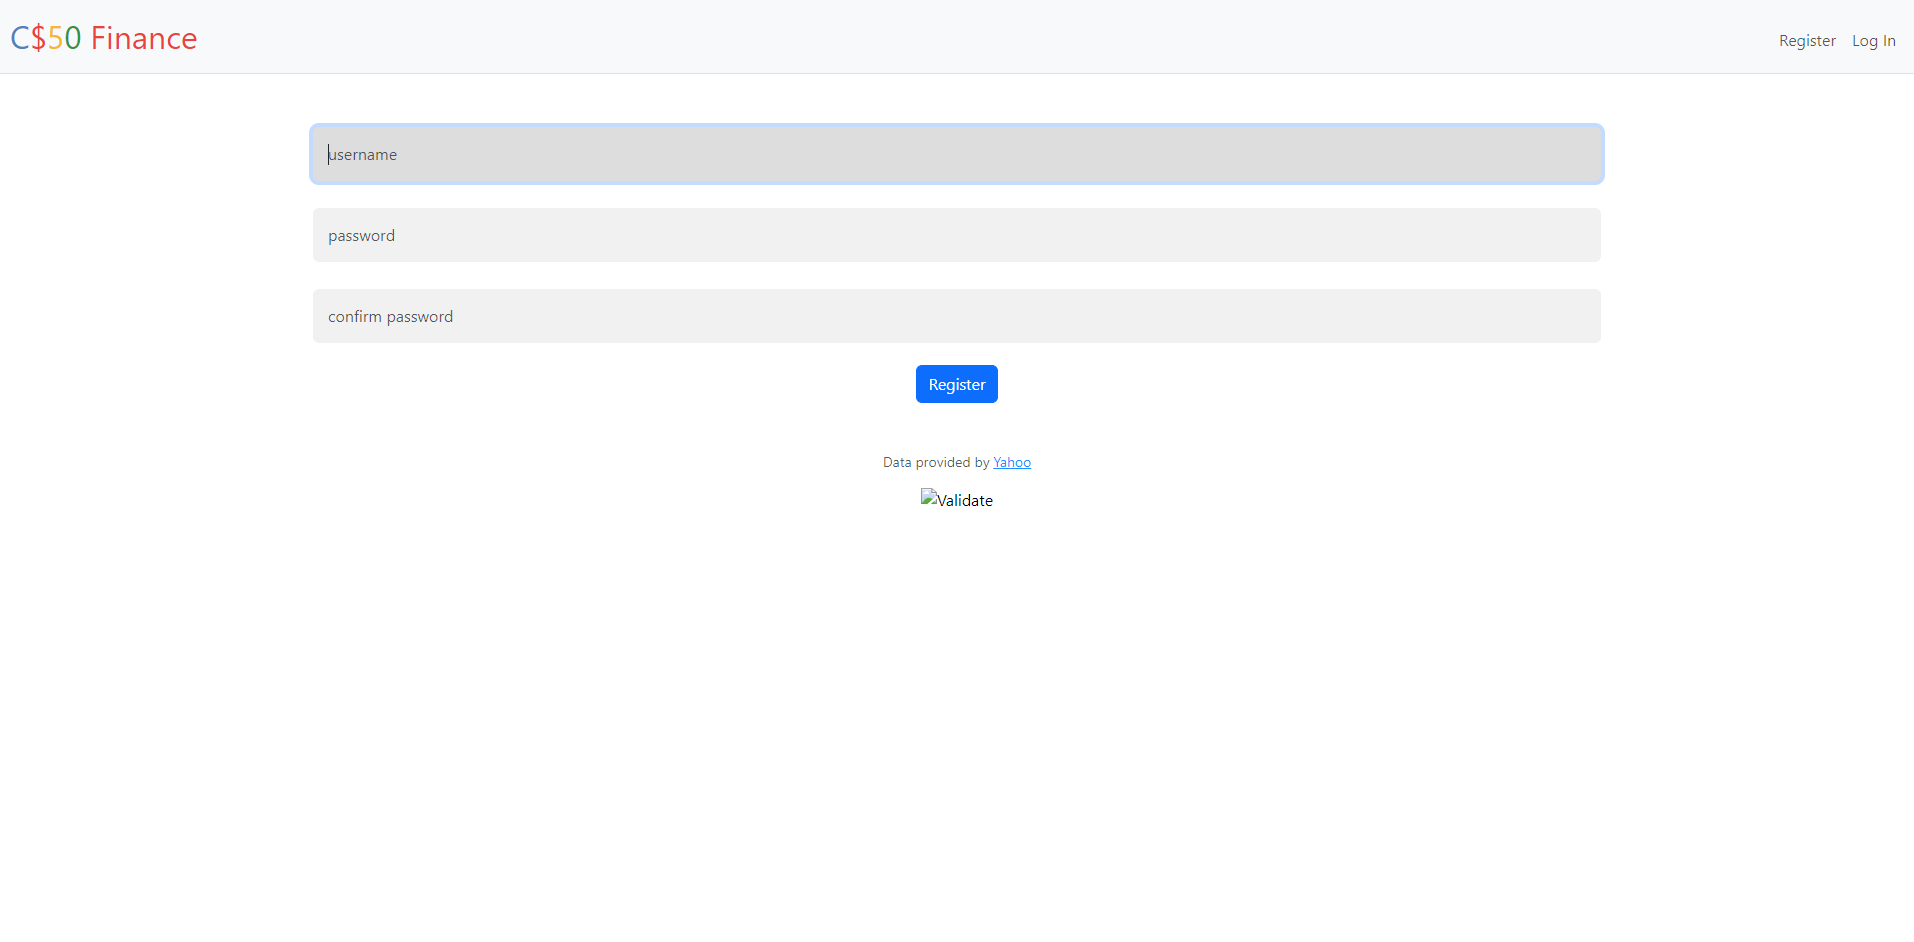 C$50 Finance
Register Log In
username
password
confirm password
Register
Data provided by Yahoo
Validate